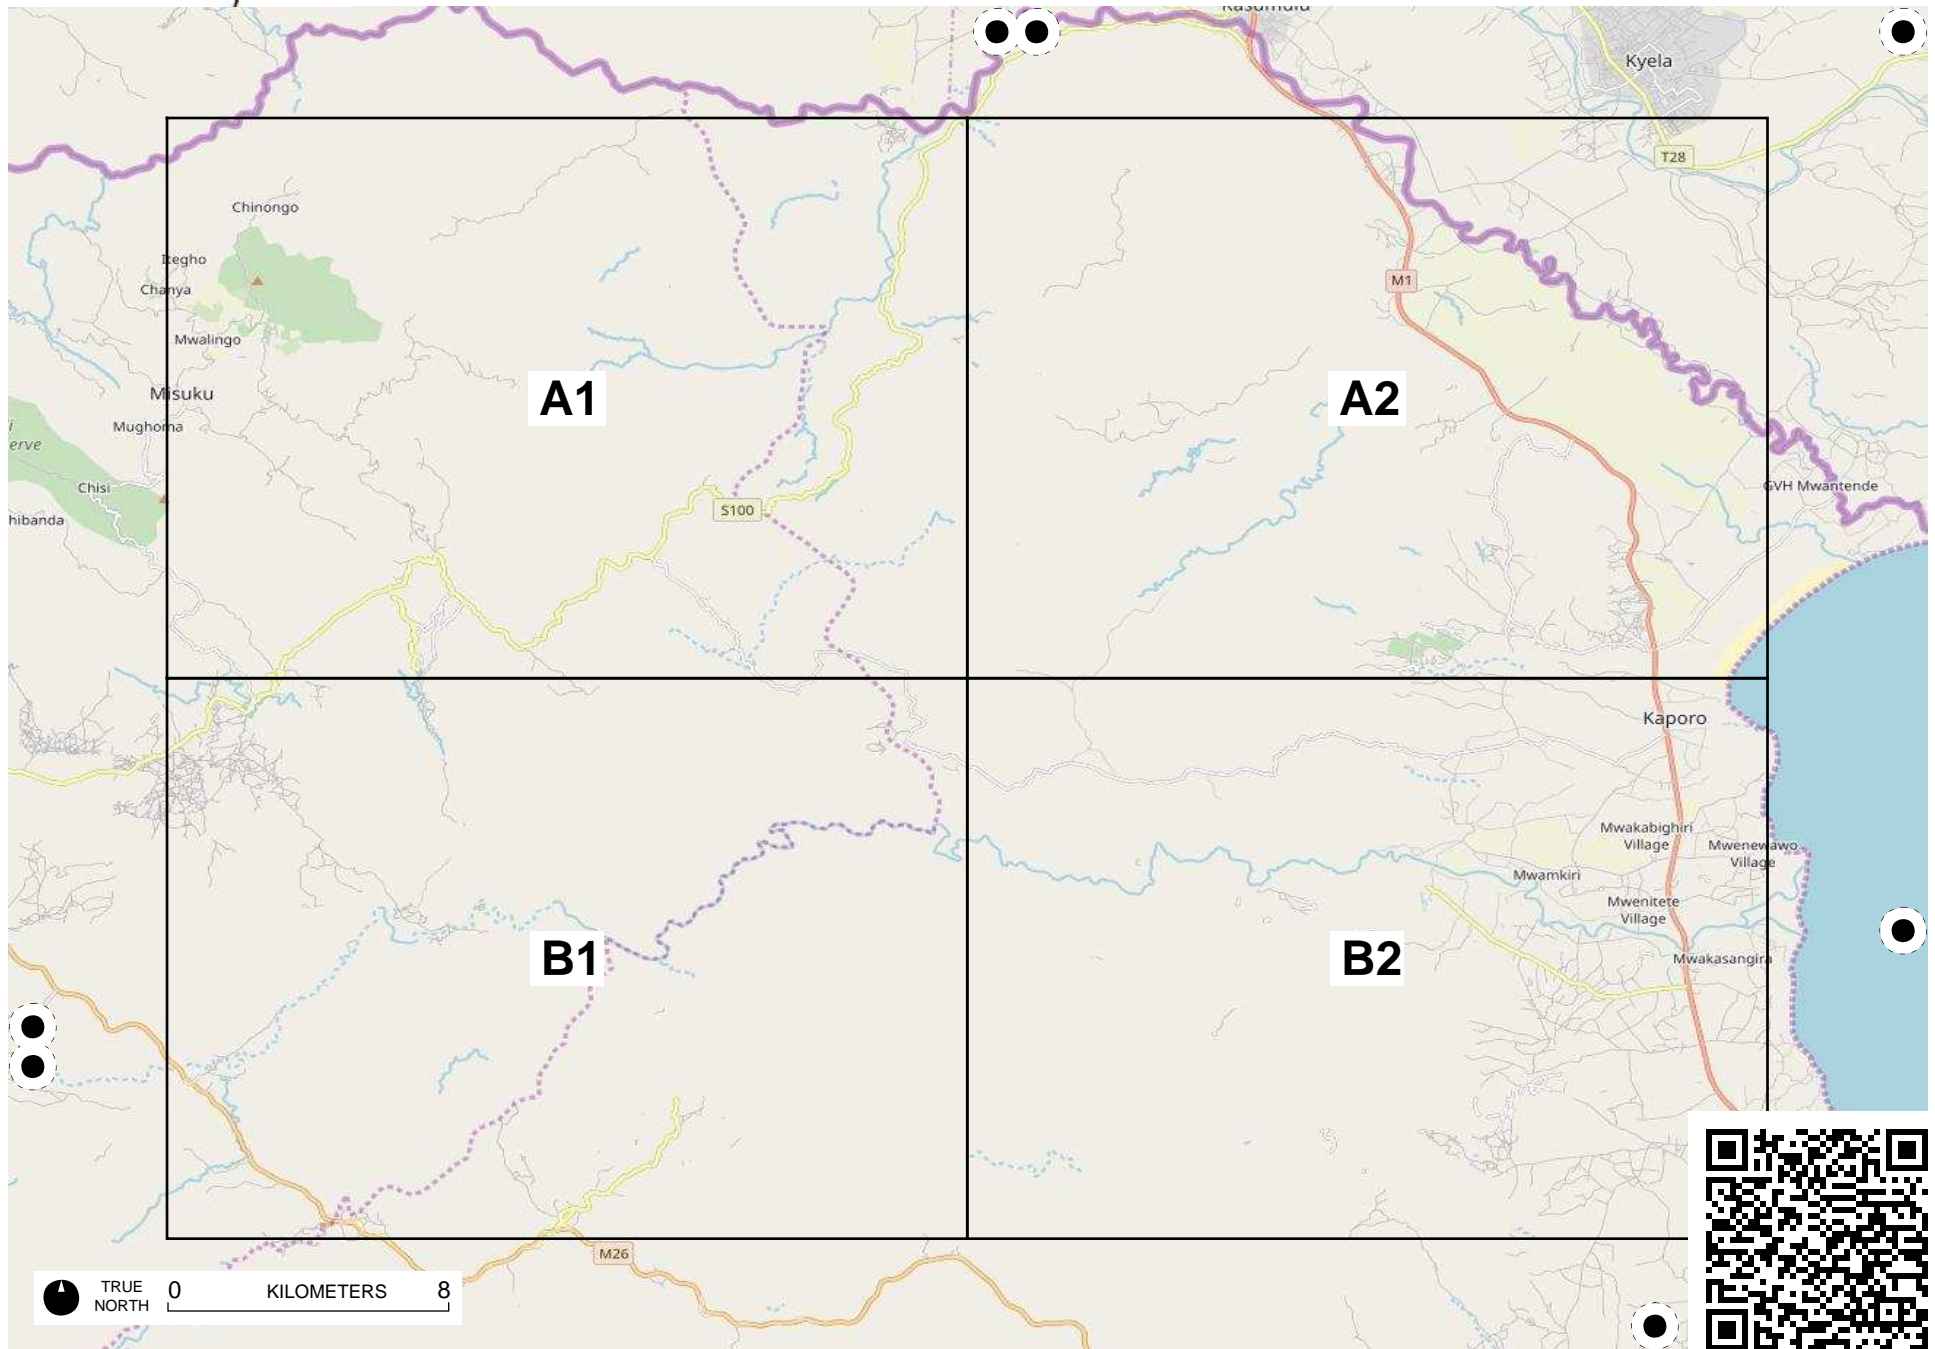 Kasumulu
Kyela
T28
Chinongo
Itegho
M1
Chanya
Mwalingo
Misuku
A1
A2
Mughoma
erve
Chisi
GVH Mwantende
S100
hibanda
Kaporo
Mwakabighiri
Village
Mwenewawo
Village
Mwamkiri
Mwenitete
Village
B1
B2
Mwakasangira
M26
TRUE
NORTH
0 KILOMETERS 8